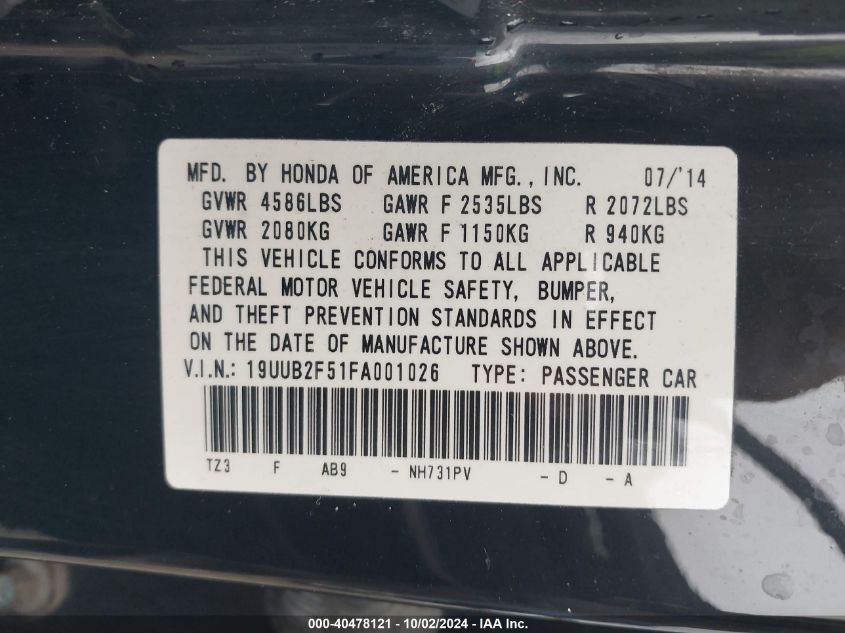 MFD. BY HONDA OF AMERICA MFG., INC. 07/'14
GVWR 4586LBS GAWR F 2535LBS R 2072LBS
GVWR 2080KG GAWR F 1150KG R 940KG
THIS VEHICLE CONFORMS TO ALL APPLICABLE
FEDERAL MOTOR VEHICLE SAFETY, BUMPER,
AND THEFT PREVENTION STANDARDS IN EFFECT
ON THE DATE OF MANUFACTURE SHOWN ABOVE.
V.I.N.: 19UUB2F51FA001026 TYPE: PASSENGER CAR
TZ3 F AB9 - NH731PV - D - A
000-40478121 - 10/02/2024 - IAA Inc.